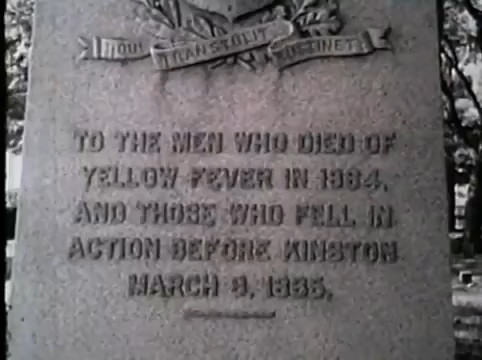 QUI TRANSTULIT SUSTINET
TO THE MEN WHO DIED OF
YELLOW FEVER IN 1864,
AND THOSE WHO FELL IN
ACTION BEFORE KINSTON
MARCH 8, 1865.